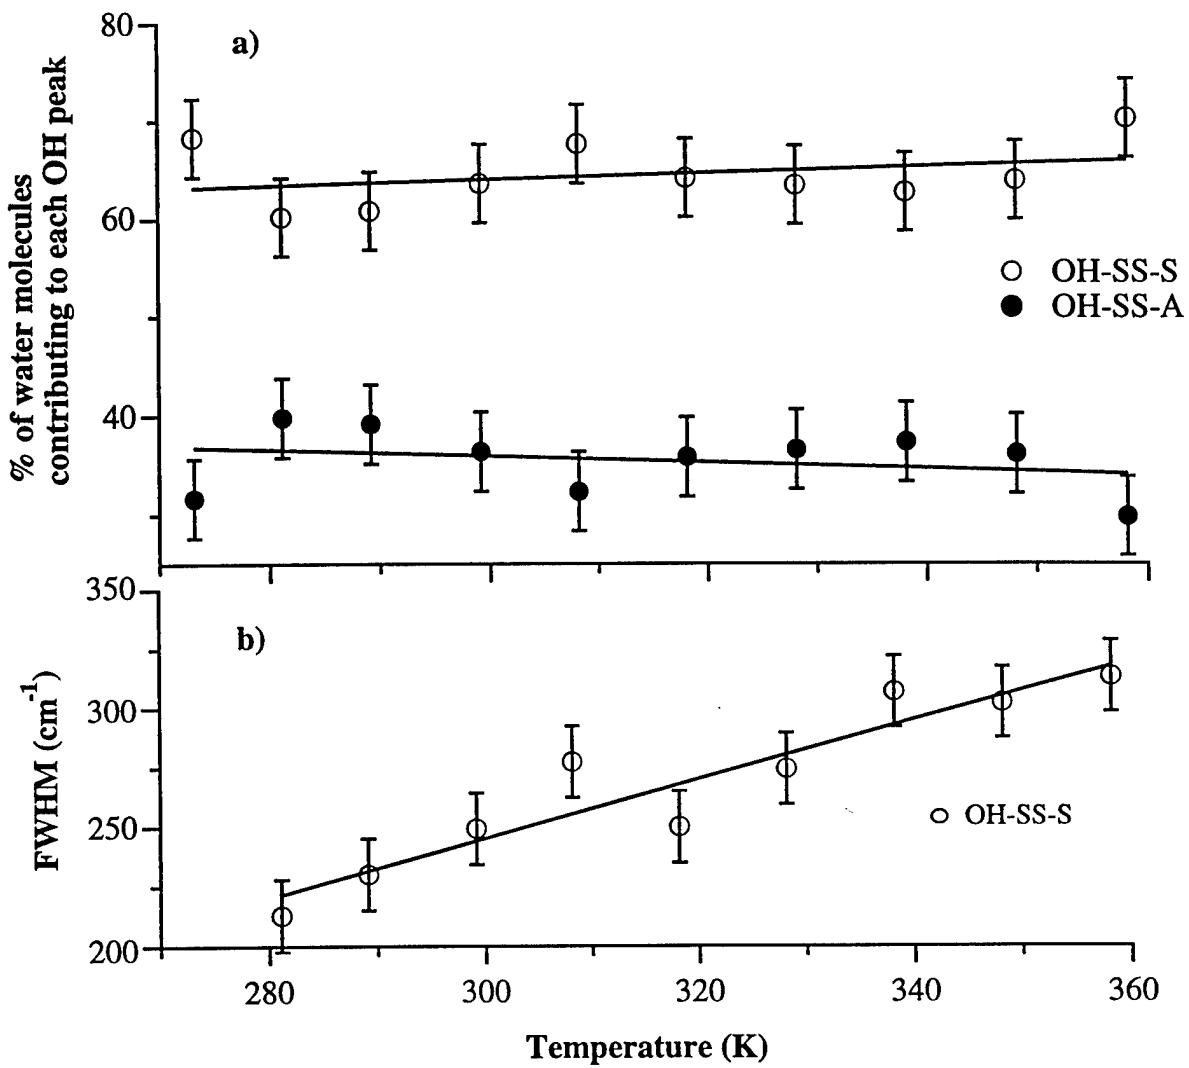 80
a)
% of water molecules
contributing to each OH peak
60
OH-SS-S
OH-SS-A
40
350
b)
FWHM (cm-1)
300
OH-SS-S
250
200
280
300
320
340
360
Temperature (K)